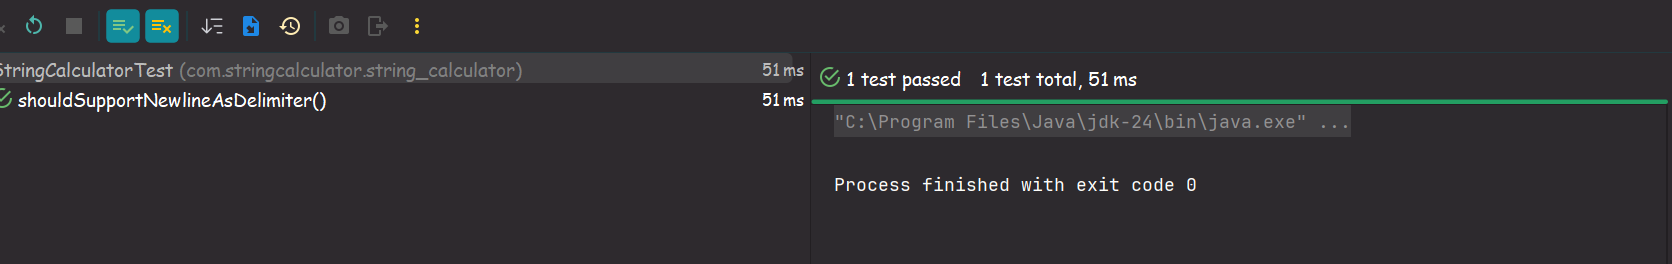 StringCalculatorTest (com.stringcalculator.string_calculator) 51 ms
shouldSupportNewlineAsDelimiter() 51 ms
1 test passed 1 test total, 51 ms
"C:\Program Files\Java\jdk-24\bin\java.exe" ...
Process finished with exit code 0